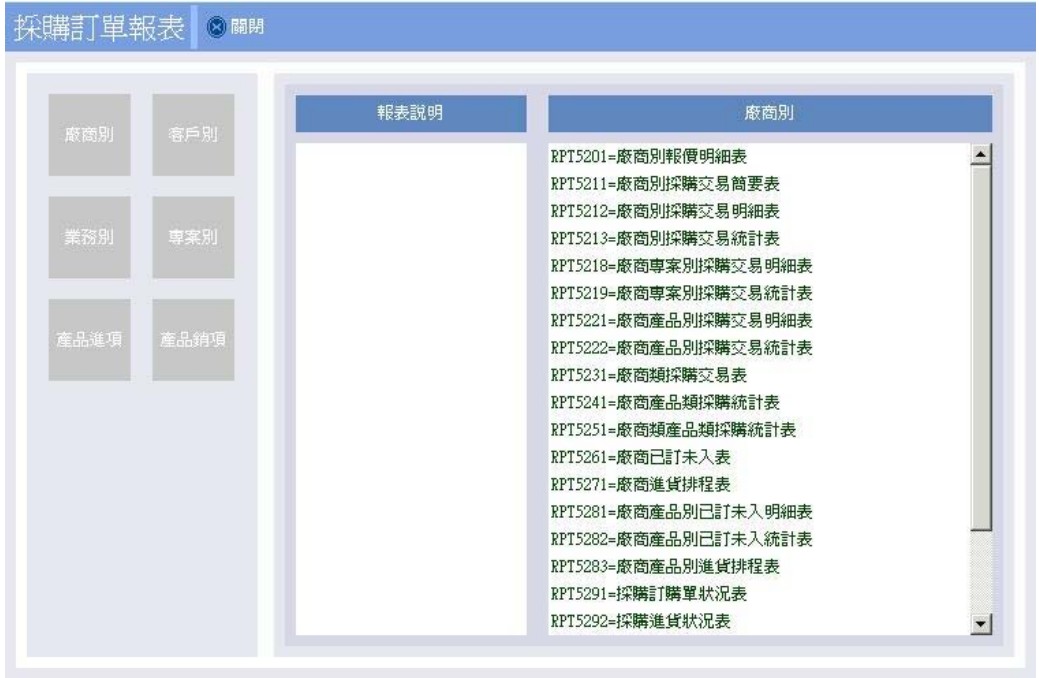 採購訂單報表
關閉
廠商別
客戶別
業務別
專案別
產品進項
產品銷項
報表說明
廠商別
RPT5201=廠商別報價明細表
RPT5211=廠商別採購交易簡要表
RPT5212=廠商別採購交易明細表
RPT5213=廠商別採購交易統計表
RPT5218=廠商專案別採購交易明細表
RPT5219=廠商專案別採購交易統計表
RPT5221=廠商產品別採購交易明細表
RPT5222=廠商產品別採購交易統計表
RPT5231=廠商類採購交易表
RPT5241=廠商產品類採購統計表
RPT5251=廠商類產品類採購統計表
RPT5261=廠商已訂未入表
RPT5271=廠商進貨排程表
RPT5281=廠商產品別已訂未入明細表
RPT5282=廠商產品別已訂未入統計表
RPT5283=廠商產品別進貨排程表
RPT5291=採購訂購單狀況表
RPT5292=採購進貨狀況表